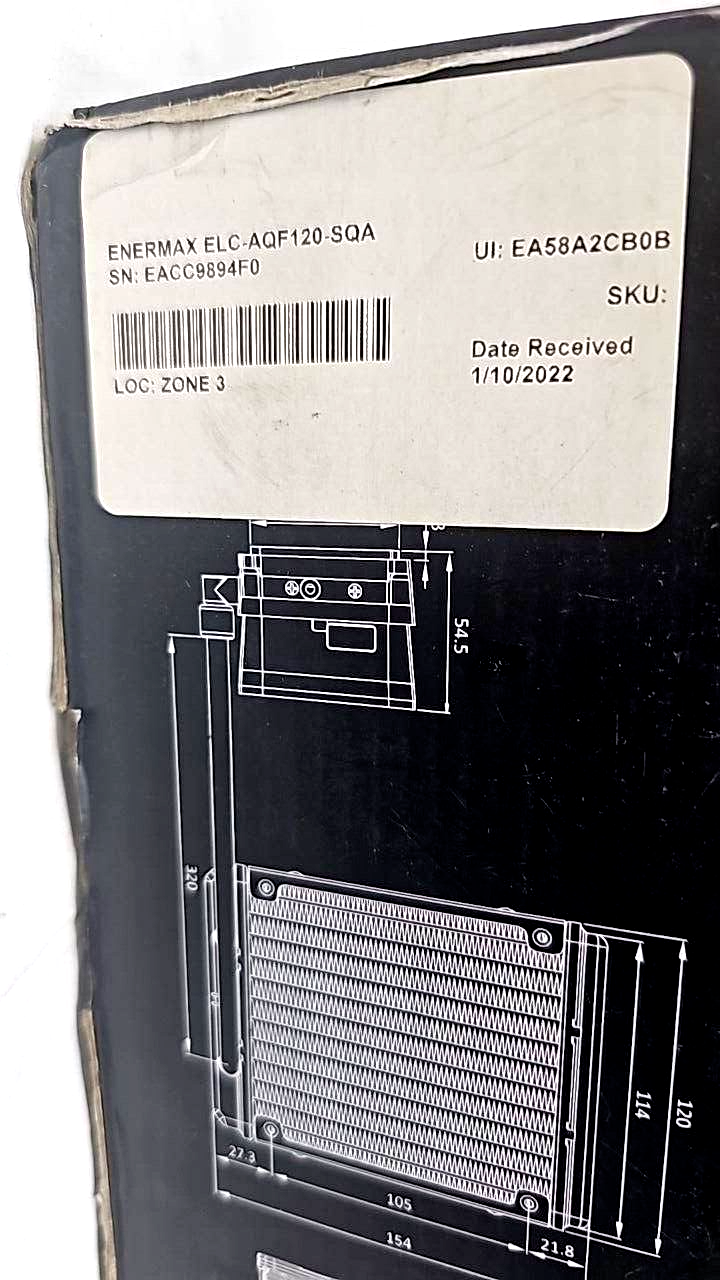 ENERMAX ELC-AQF120-SQA
SN: EACC9894F0
LOC: ZONE 3
UI: EA58A2CB0B
SKU:
Date Received
1/10/2022
54.5
320
114
120
27.3
105
21.8
154